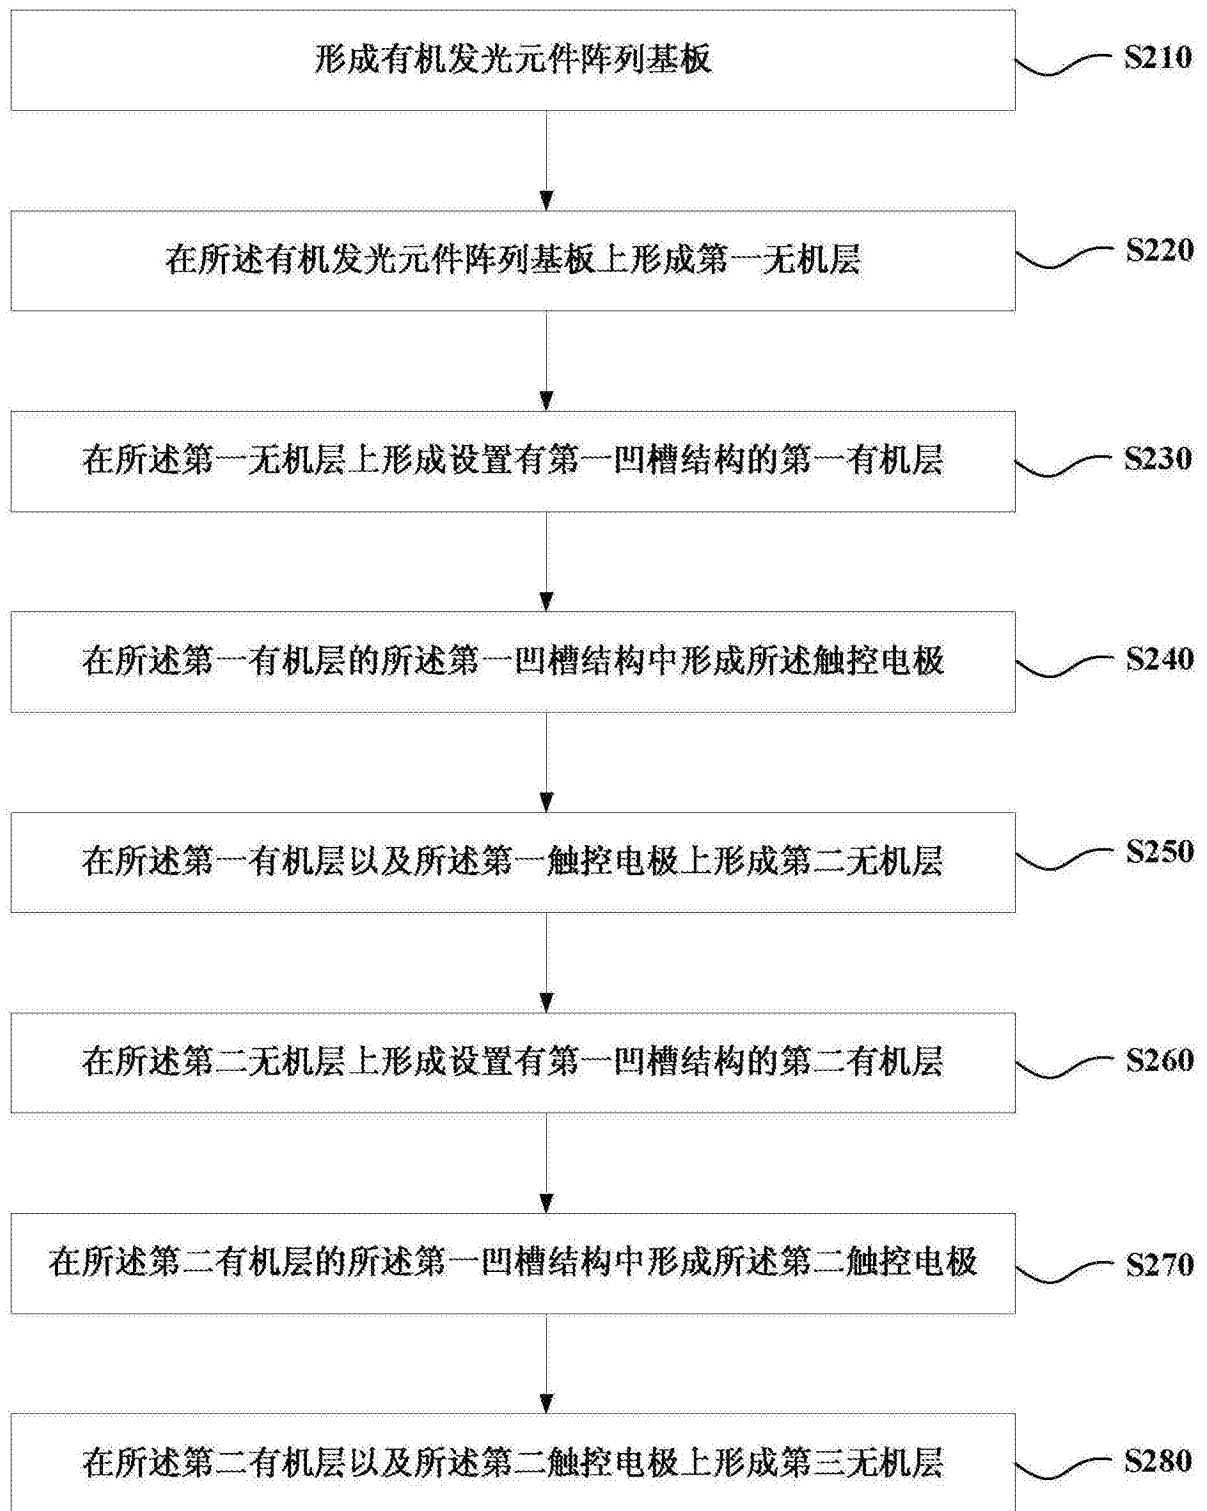 形成有机发光元件阵列基板
S210
在所述有机发光元件阵列基板上形成第一无机层
S220
在所述第一无机层上形成设置有第一凹槽结构的第一有机层
S230
在所述第一有机层的所述第一凹槽结构中形成所述触控电极
S240
在所述第一有机层以及所述第一触控电极上形成第二无机层
S250
在所述第二无机层上形成设置有第一凹槽结构的第二有机层
S260
在所述第二有机层的所述第一凹槽结构中形成所述第二触控电极
S270
在所述第二有机层以及所述第二触控电极上形成第三无机层
S280